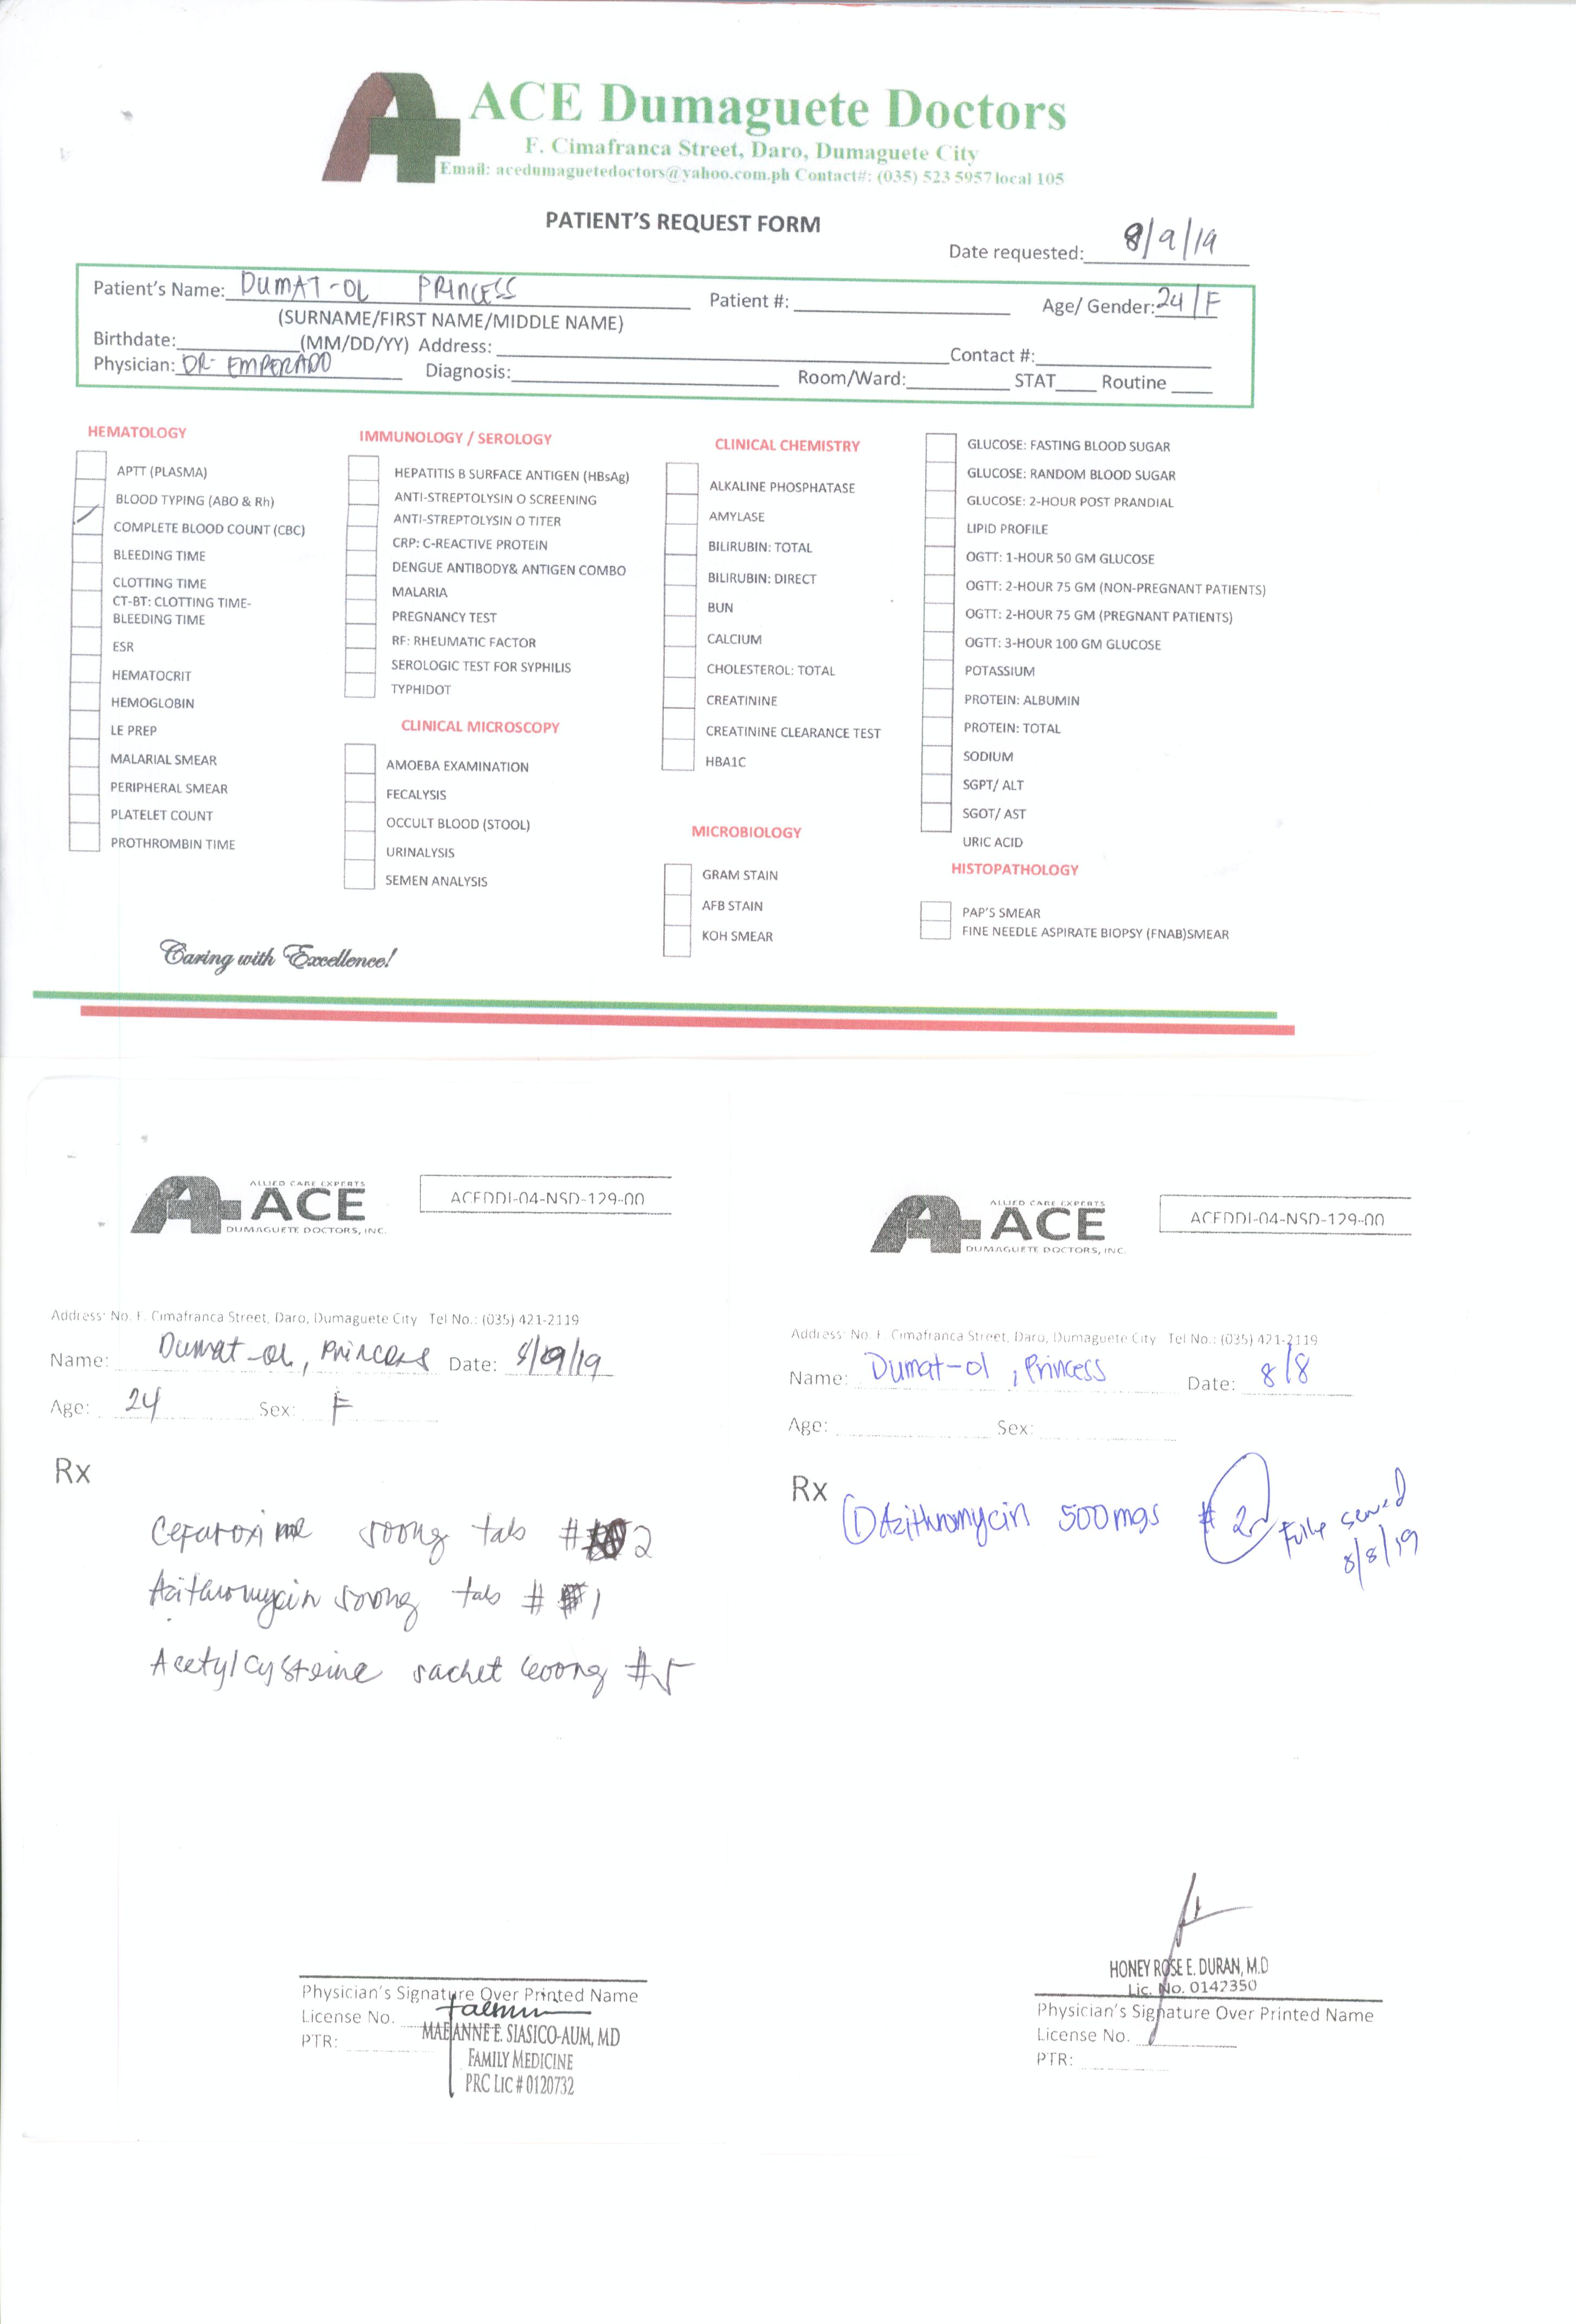 ACE Dumaguete Doctors
F. Cimafranca Street, Daro, Dumaguete City
Email: acedumaguetedoctors@yahoo.com.ph Contact#: (035) 523 5957 local 105
PATIENT'S REQUEST FORM
Date requested: 8/9/19
Patient's Name: DUMAT-OL PRINCESS Patient #: Age/ Gender: 24/F
(SURNAME/FIRST NAME/MIDDLE NAME)
Birthdate: (MM/DD/YY) Address: Contact #:
Physician: DR. EMPERADO Diagnosis: Room/Ward: STAT Routine
HEMATOLOGY
APTT (PLASMA)
BLOOD TYPING (ABO & Rh)
COMPLETE BLOOD COUNT (CBC)
BLEEDING TIME
CLOTTING TIME
CT-BT: CLOTTING TIME-
BLEEDING TIME
ESR
HEMATOCRIT
HEMOGLOBIN
LE PREP
MALARIAL SMEAR
PERIPHERAL SMEAR
PLATELET COUNT
PROTHROMBIN TIME
IMMUNOLOGY / SEROLOGY
HEPATITIS B SURFACE ANTIGEN (HBsAg)
ANTI-STREPTOLYSIN O SCREENING
ANTI-STREPTOLYSIN O TITER
CRP: C-REACTIVE PROTEIN
DENGUE ANTIBODY& ANTIGEN COMBO
MALARIA
PREGNANCY TEST
RF: RHEUMATIC FACTOR
SEROLOGIC TEST FOR SYPHILIS
TYPHIDOT
CLINICAL MICROSCOPY
AMOEBA EXAMINATION
FECALYSIS
OCCULT BLOOD (STOOL)
URINALYSIS
SEMEN ANALYSIS
CLINICAL CHEMISTRY
ALKALINE PHOSPHATASE
AMYLASE
BILIRUBIN: TOTAL
BILIRUBIN: DIRECT
BUN
CALCIUM
CHOLESTEROL: TOTAL
CREATININE
CREATININE CLEARANCE TEST
HBA1C
MICROBIOLOGY
GRAM STAIN
AFB STAIN
KOH SMEAR
GLUCOSE: FASTING BLOOD SUGAR
GLUCOSE: RANDOM BLOOD SUGAR
GLUCOSE: 2-HOUR POST PRANDIAL
LIPID PROFILE
OGTT: 1-HOUR 50 GM GLUCOSE
OGTT: 2-HOUR 75 GM (NON-PREGNANT PATIENTS)
OGTT: 2-HOUR 75 GM (PREGNANT PATIENTS)
OGTT: 3-HOUR 100 GM GLUCOSE
POTASSIUM
PROTEIN: ALBUMIN
PROTEIN: TOTAL
SODIUM
SGPT/ ALT
SGOT/ AST
URIC ACID
HISTOPATHOLOGY
PAP'S SMEAR
FINE NEEDLE ASPIRATE BIOPSY (FNAB)SMEAR
Caring with Excellence!
ALLIED CARE EXPERTS
ACE
DUMAGUETE DOCTORS, INC.
ACEDDI-04-NSD-129-00
Address: No. F. Cimafranca Street, Daro, Dumaguete City Tel No.: (035) 421-2119
Name: Dumat-ol, Princess Date: 8/09/19
Age: 24 Sex: F
Rx
Cefuroxime 500mg tab # 2
Azithromycin 500mg tab # 1
Acetylcysteine sachet 600mg #5
Physician's Signature Over Printed Name
License No.
MAE ANNE E. SIASICO-AUM, MD
PTR:
FAMILY MEDICINE
PRC LIC # 0120732
ALLIED CARE EXPERTS
ACE
DUMAGUETE DOCTORS, INC.
ACEDDI-04-NSD-129-00
Address: No. F. Cimafranca Street, Daro, Dumaguete City Tel No.: (035) 421-2119
Name: Dumat-ol, Princess Date: 8/8
Age: Sex:
Rx
① Azithromycin 500mgs # 2 Fully served
8/8/19
HONEY ROSE E. DURAN, M.D
Lic. No. 0142350
Physician's Signature Over Printed Name
License No.
PTR: